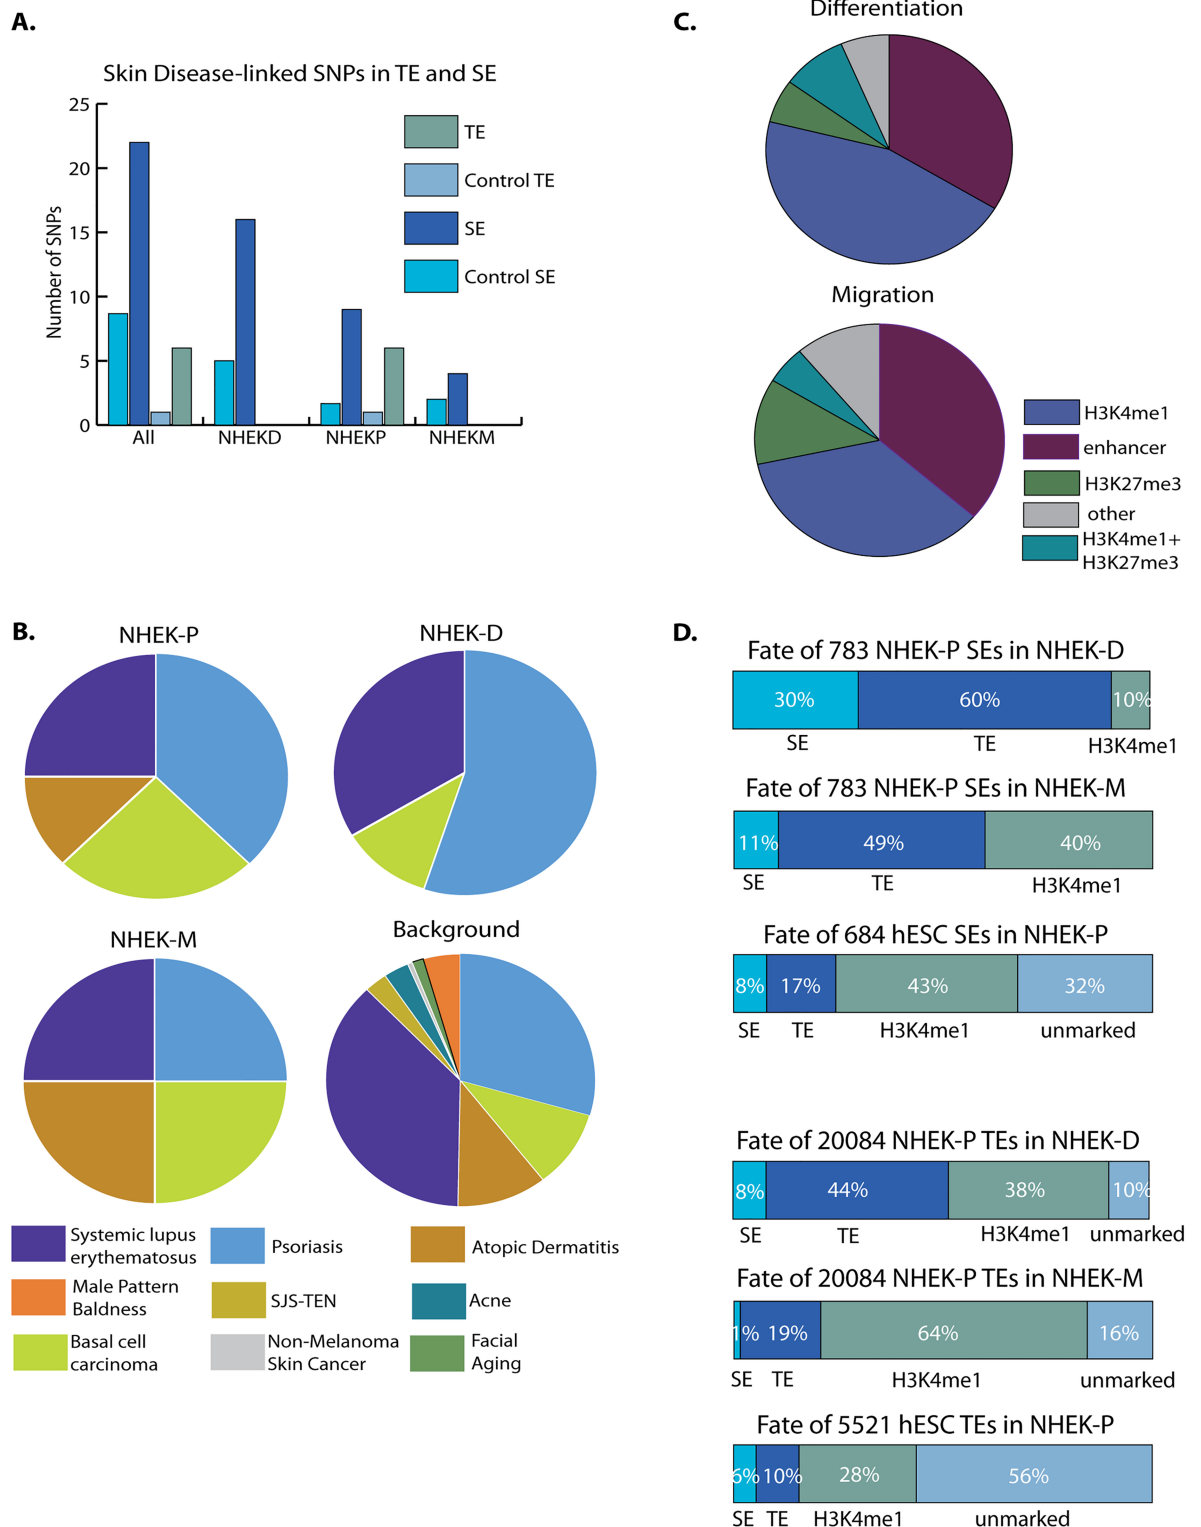 A.
Skin Disease-linked SNPs in TE and SE
25
20
15
10
5
0
Number of SNPs
TE
Control TE
SE
Control SE
All
NHEKD
NHEKP
NHEKM
B.
NHEK-P
NHEK-D
NHEK-M
Background
Systemic lupus
erythematosus
Psoriasis
Atopic Dermatitis
Male Pattern
Baldness
SJS-TEN
Acne
Basal cell
carcinoma
Non-Melanoma
Skin Cancer
Facial
Aging
C.
Differentiation
Migration
H3K4me1
enhancer
H3K27me3
other
H3K4me1+
H3K27me3
D.
Fate of 783 NHEK-P SEs in NHEK-D
30%
60%
10%
SE
TE
H3K4me1
Fate of 783 NHEK-P SEs in NHEK-M
11%
49%
40%
SE
TE
H3K4me1
Fate of 684 hESC SEs in NHEK-P
8%
17%
43%
32%
SE
TE
H3K4me1
unmarked
Fate of 20084 NHEK-P TEs in NHEK-D
8%
44%
38%
10%
SE
TE
H3K4me1
unmarked
Fate of 20084 NHEK-P TEs in NHEK-M
1%
19%
64%
16%
SE
TE
H3K4me1
unmarked
Fate of 5521 hESC TEs in NHEK-P
6%
10%
28%
56%
SE
TE
H3K4me1
unmarked